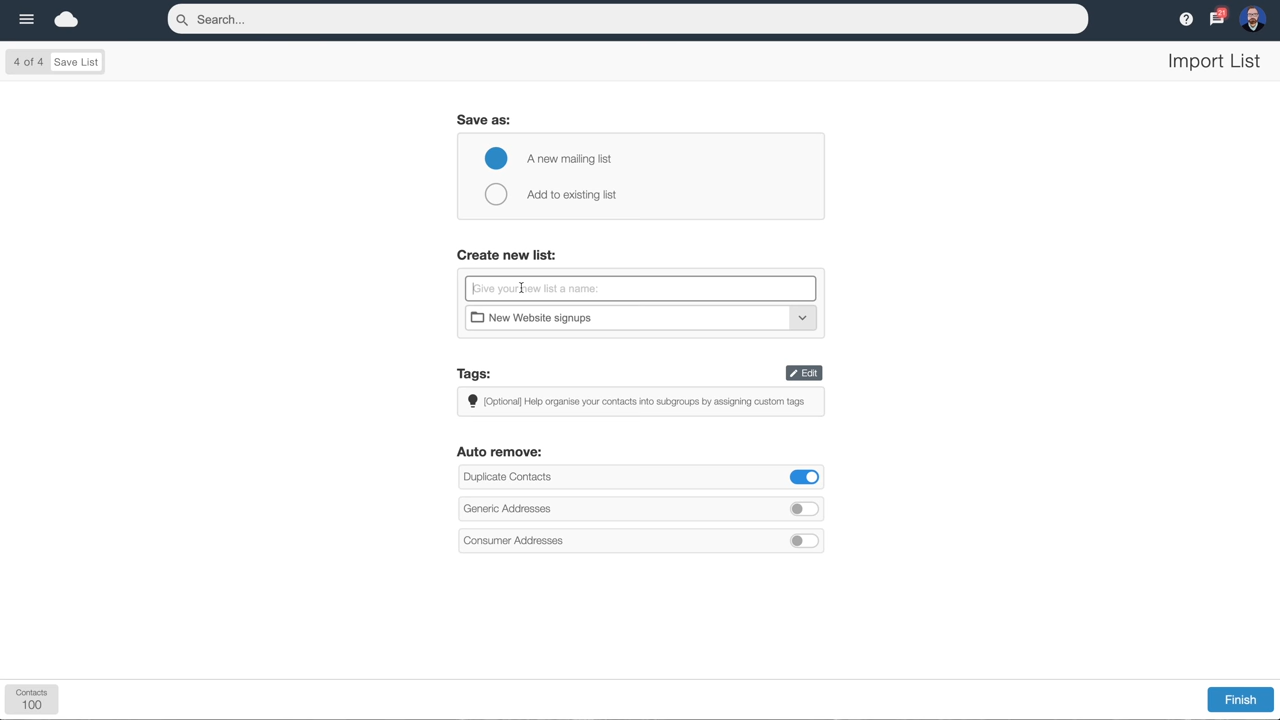 Search...
21
4 of 4 Save List
Import List
Save as:
A new mailing list
Add to existing list
Create new list:
Give your new list a name:
New Website signups
Tags:
Edit
[Optional] Help organise your contacts into subgroups by assigning custom tags
Auto remove:
Duplicate Contacts
Generic Addresses
Consumer Addresses
Contacts
100
Finish